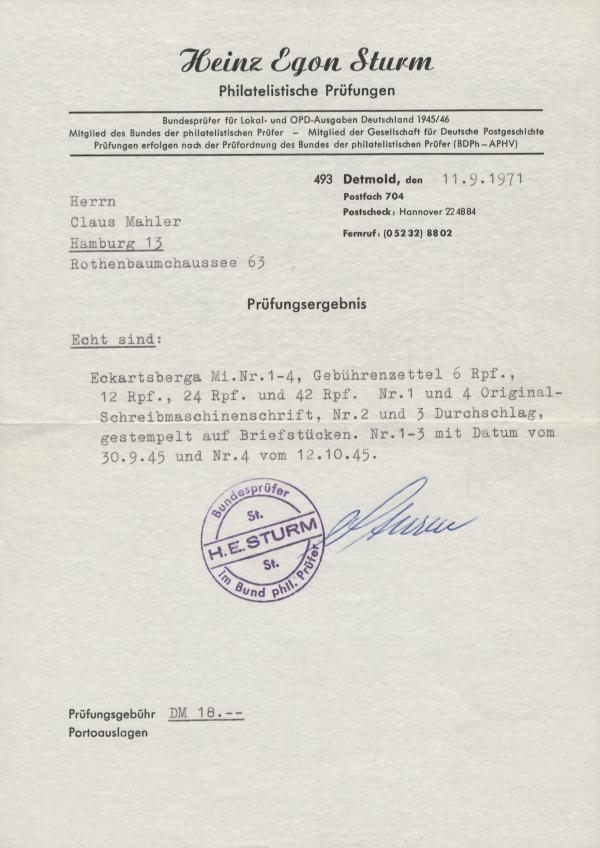 Heinz Egon Sturm
Philatelistische Prüfungen
Bundesprüfer für Lokal- und OPD-Ausgaben Deutschland 1945/46
Mitglied des Bundes der philatelistischen Prüfer – Mitglied der Gesellschaft für Deutsche Postgeschichte
Prüfungen erfolgen nach der Prüfordnung des Bundes der philatelistischen Prüfer (BDPh – APHV)
493 Detmold, den 11.9.1971
Postfach 704
Postscheck: Hannover 22 48 84
Fernruf: (0 52 32) 88 02
Herrn
Claus Mahler
Hamburg 13
Rothenbaumchaussee 63
Prüfungsergebnis
Echt sind:
Eckartsberga Mi.Nr.1-4, Gebührenzettel 6 Rpf.,
12 Rpf., 24 Rpf. und 42 Rpf. Nr.1 und 4 Original-
Schreibmaschinenschrift, Nr.2 und 3 Durchschlag,
gestempelt auf Briefstücken. Nr.1-3 mit Datum vom
30.9.45 und Nr.4 vom 12.10.45.
Bundesprüfer
St.
H.E. STURM
St.
im Bund phil. Prüfer
Sturm
Prüfungsgebühr DM 18.--
Portoauslagen